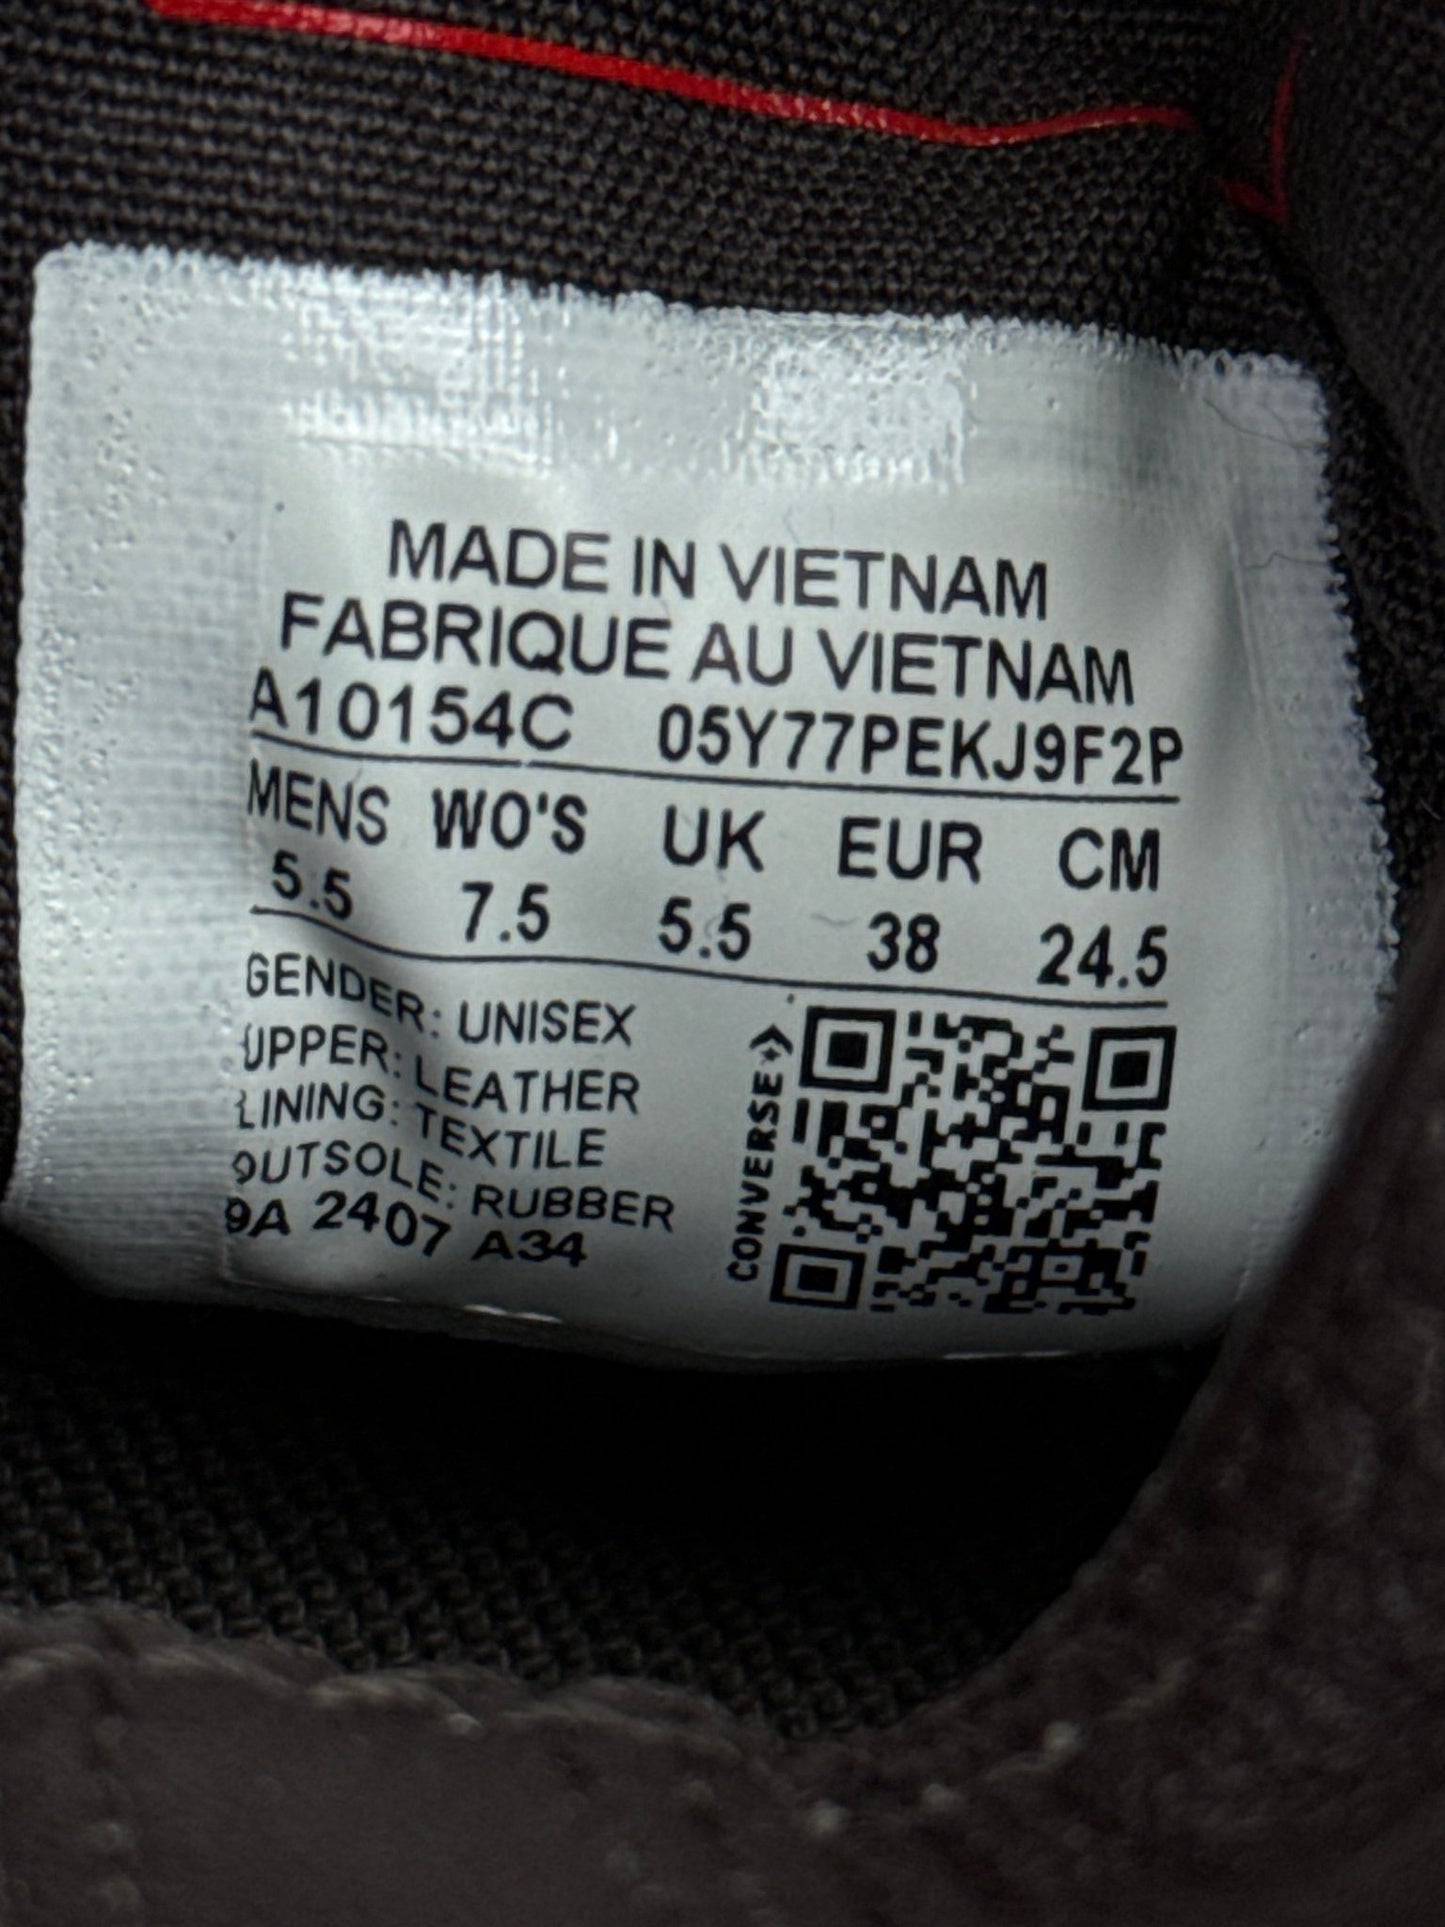 MADE IN VIETNAM
FABRIQUE AU VIETNAM
A10154C 05Y77PEKJ9F2P
MENS WO'S UK EUR CM
5.5 7.5 5.5 38 24.5
GENDER: UNISEX
UPPER: LEATHER
LINING: TEXTILE
OUTSOLE: RUBBER
9A 2407 A34
CONVERSE